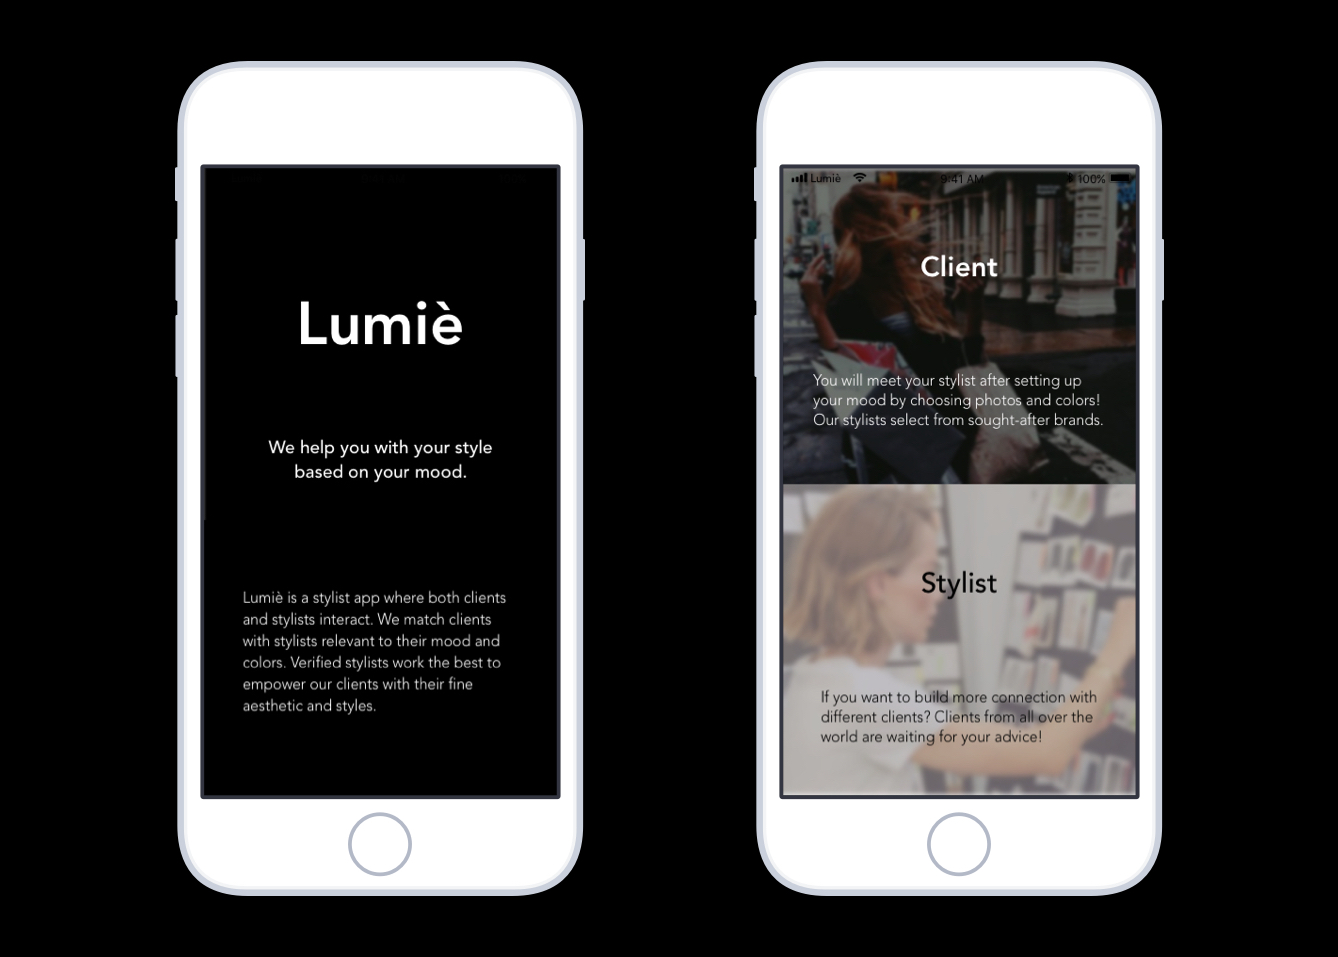 Lumiè
We help you with your style
based on your mood.
Lumiè is a stylist app where both clients
and stylists interact. We match clients
with stylists relevant to their mood and
colors. Verified stylists work the best to
empower our clients with their fine
aesthetic and styles.
Lumiè 9:41 AM 100%
Client
You will meet your stylist after setting up
your mood by choosing photos and colors!
Our stylists select from sought-after brands.
Stylist
If you want to build more connection with
different clients? Clients from all over the
world are waiting for your advice!